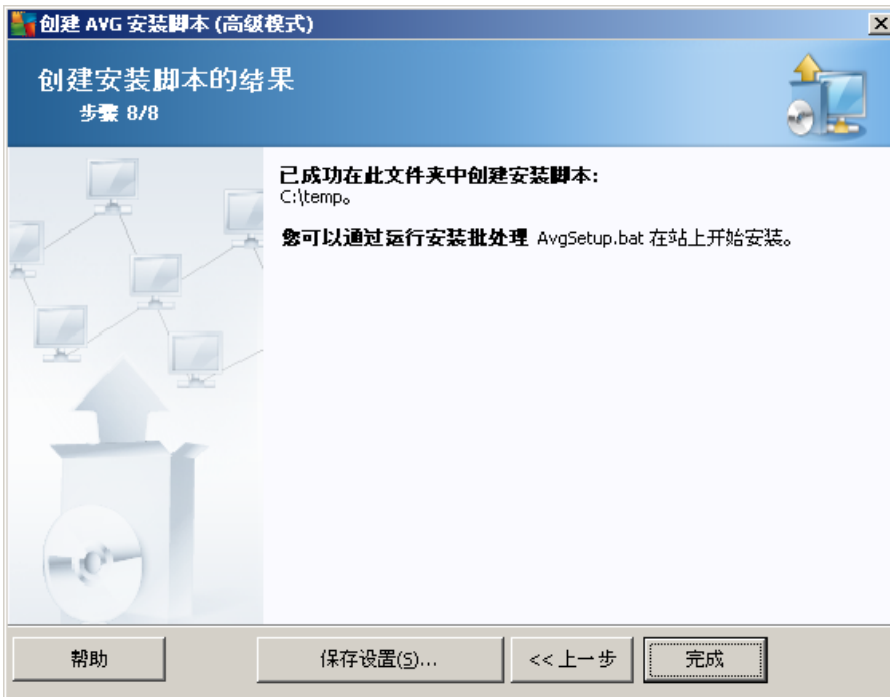 创建 AVG 安装脚本 (高级模式)
创建安装脚本的结果
步骤 8/8
已成功在此文件夹中创建安装脚本:
C:\temp。
您可以通过运行安装批处理 AvgSetup.bat 在站上开始安装。
帮助
保存设置(S)...
<< 上一步
完成